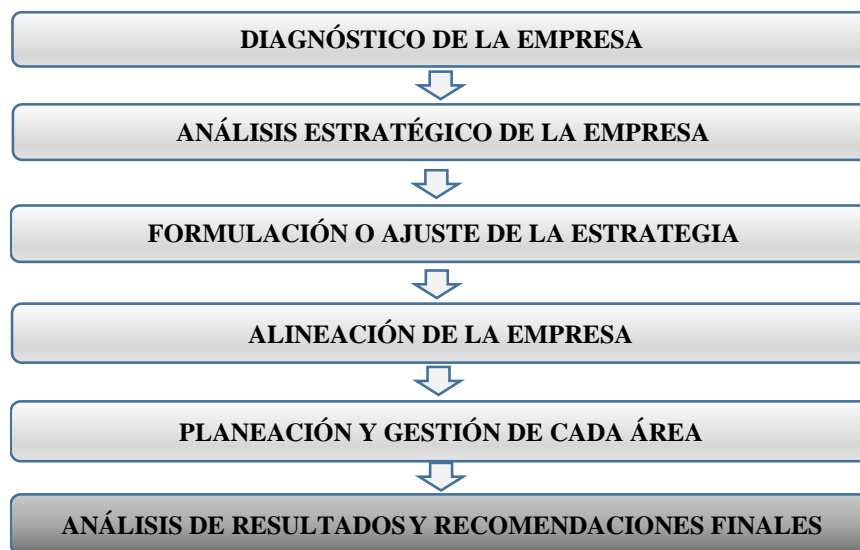 DIAGNÓSTICO DE LA EMPRESA
ANÁLISIS ESTRATÉGICO DE LA EMPRESA
FORMULACIÓN O AJUSTE DE LA ESTRATEGIA
ALINEACIÓN DE LA EMPRESA
PLANEACIÓN Y GESTIÓN DE CADA ÁREA
ANÁLISIS DE RESULTADOS Y RECOMENDACIONES FINALES